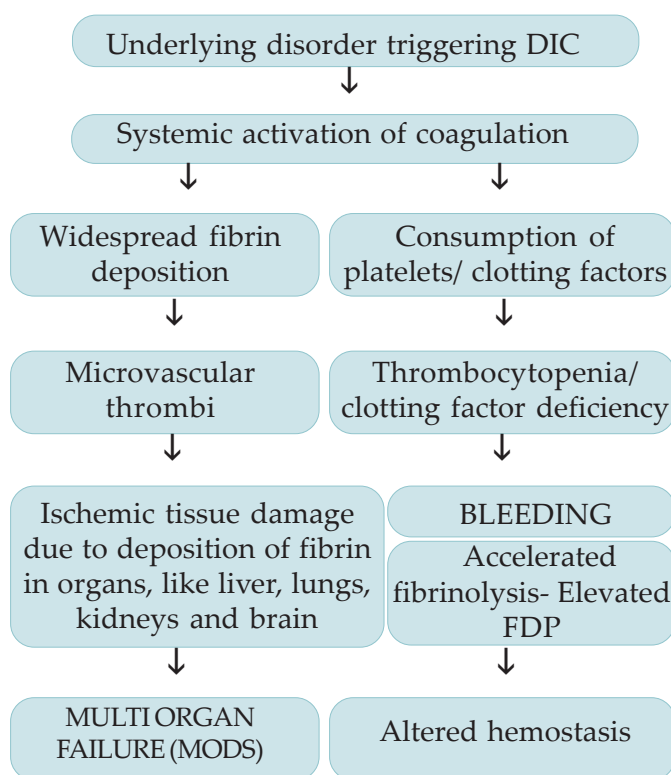 Underlying disorder triggering DIC
↓
Systemic activation of coagulation
↓ ↓
Widespread fibrin
deposition
Consumption of
platelets/ clotting factors
↓ ↓
Microvascular
thrombi
Thrombocytopenia/
clotting factor deficiency
↓ ↓
Ischemic tissue damage
due to deposition of fibrin
in organs, like liver, lungs,
kidneys and brain
BLEEDING
Accelerated
fibrinolysis- Elevated
FDP
↓ ↓
MULTI ORGAN
FAILURE (MODS)
Altered hemostasis